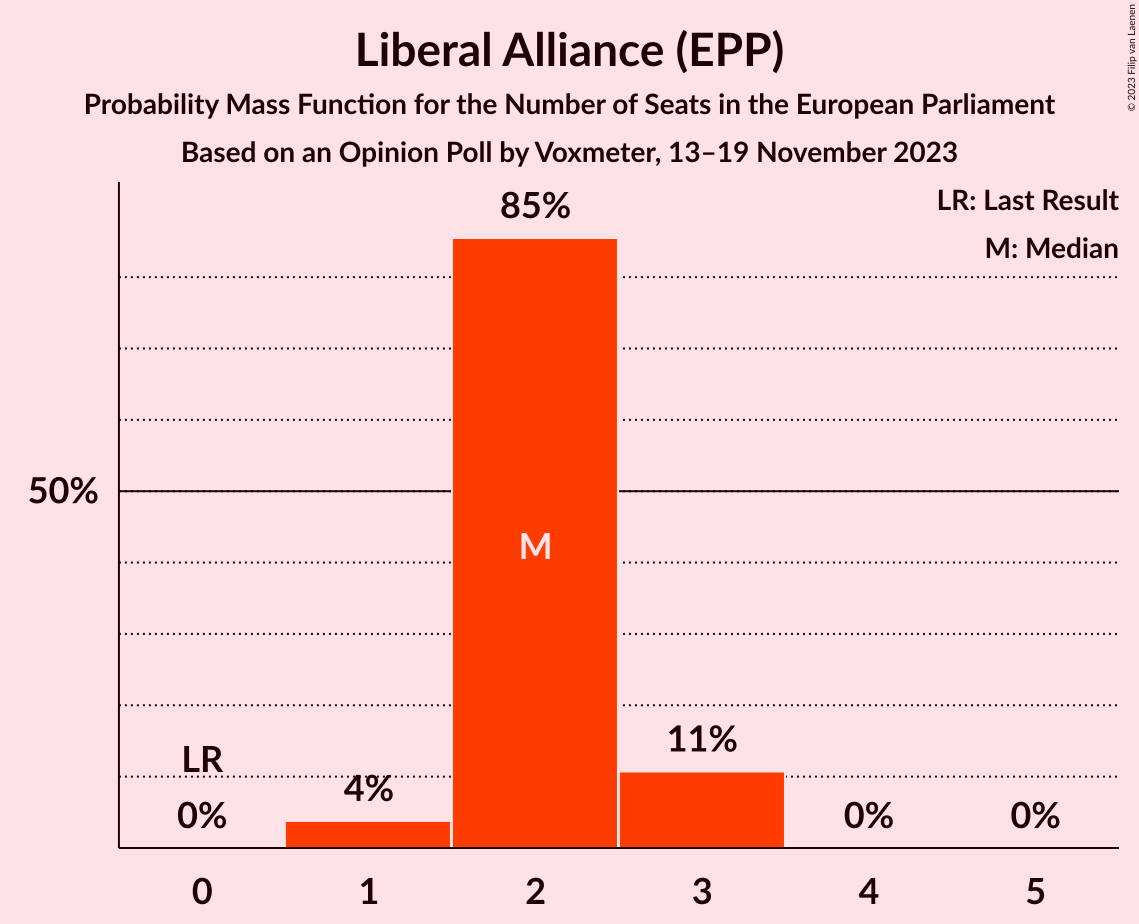 Liberal Alliance (EPP)
Probability Mass Function for the Number of Seats in the European Parliament
Based on an Opinion Poll by Voxmeter, 13–19 November 2023
© 2023 Filip van Laenen
LR: Last Result
M: Median
85%
50%
M
11%
LR
4%
0%
0%
0%
0 1 2 3 4 5